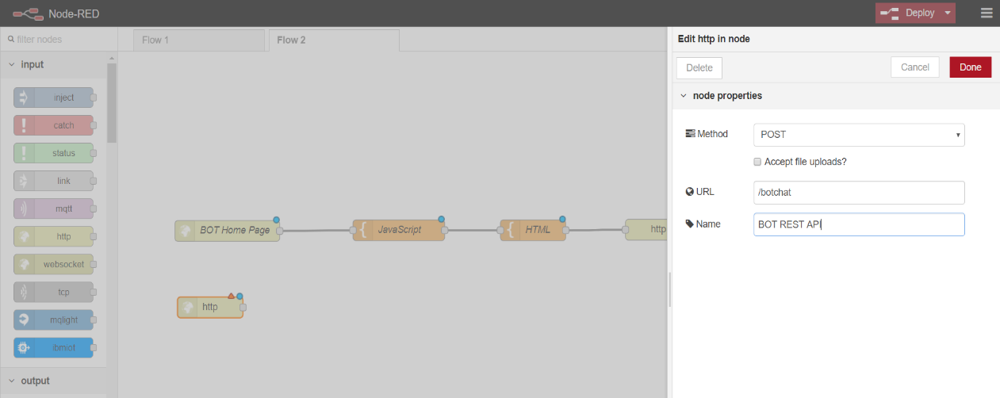 Node-RED
Deploy
filter nodes
Flow 1
Flow 2
Edit http in node
Delete
Cancel
Done
input
node properties
inject
catch
status
link
mqtt
http
websocket
tcp
mqlight
ibmiot
output
BOT Home Page
JavaScript
HTML
http
http
Method
POST
Accept file uploads?
URL
/botchat
Name
BOT REST API